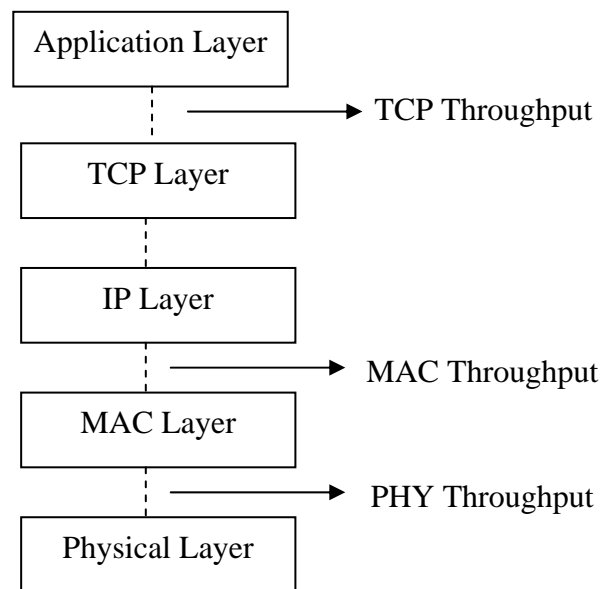 Application Layer
TCP Throughput
TCP Layer
IP Layer
MAC Throughput
MAC Layer
PHY Throughput
Physical Layer